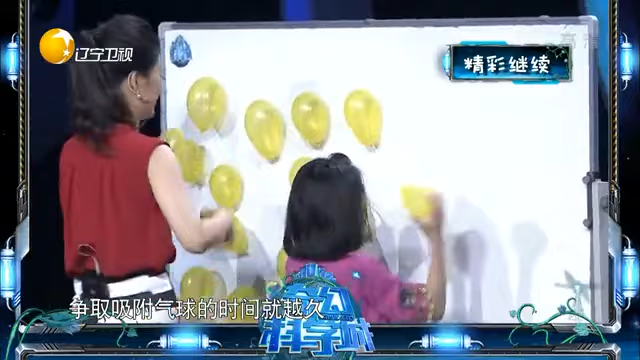 辽宁卫视
精彩继续
争取吸附气球的时间就越久
科学城